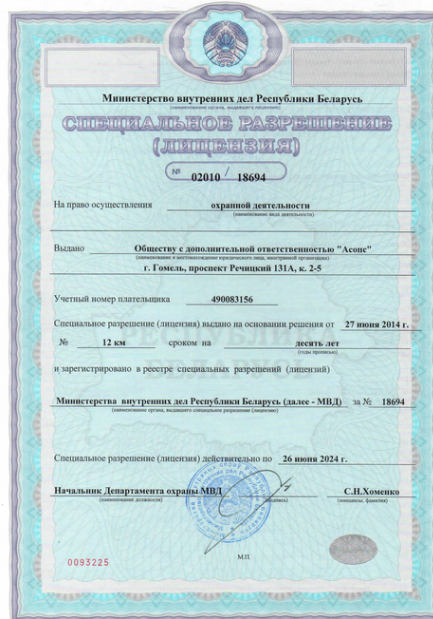 Министерство внутренних дел Республики Беларусь
(наименование органа, выдавшего лицензию)
СПЕЦИАЛЬНОЕ РАЗРЕШЕНИЕ
(ЛИЦЕНЗИЯ)
№ 02010 / 18694
На право осуществления охранной деятельности
(наименование вида деятельности)
Выдано Обществу с дополнительной ответственностью "Асопс"
(наименование и местонахождение юридического лица, иностранной организации)
г. Гомель, проспект Речицкий 131А, к. 2-5
Учетный номер плательщика 490083156
Специальное разрешение (лицензия) выдано на основании решения от 27 июня 2014 г.
№ 12 км сроком на десять лет
(годы прописью)
и зарегистрировано в реестре специальных разрешений (лицензий)
Министерства внутренних дел Республики Беларусь (далее - МВД) за № 18694
(наименование органа, выдавшего специальное разрешение (лицензию)
Специальное разрешение (лицензия) действительно по 26 июня 2024 г.
Начальник Департамента охраны МВД С.Н.Хоменко
(наименование должности) (подпись) (инициалы, фамилия)
М.П.
0093225